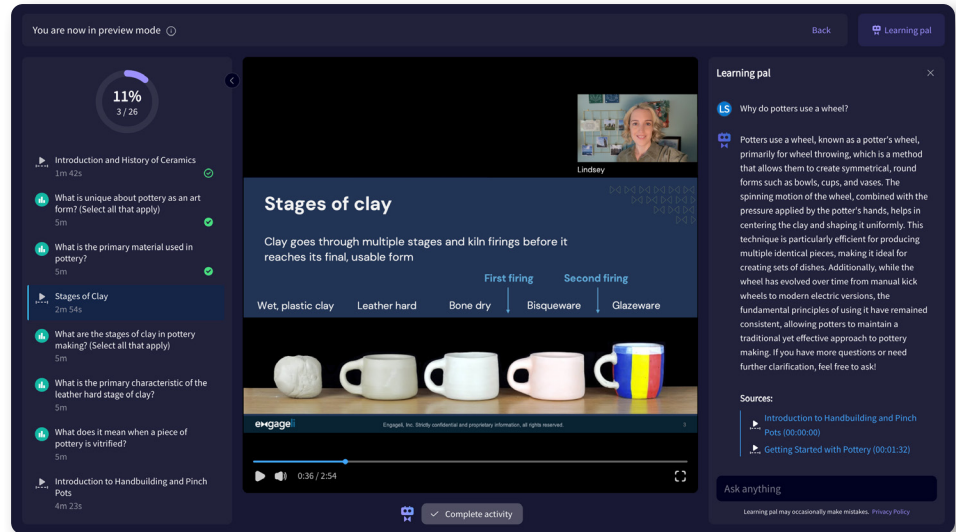 You are now in preview mode
Back
Learning pal
11%
3 / 26
Introduction and History of Ceramics
1m 42s
What is unique about pottery as an art
form? (Select all that apply)
5m
What is the primary material used in
pottery?
5m
Stages of Clay
2m 54s
What are the stages of clay in pottery
making? (Select all that apply)
5m
What is the primary characteristic of the
leather hard stage of clay?
5m
What does it mean when a piece of
pottery is vitrified?
5m
Introduction to Handbuilding and Pinch
Pots
4m 23s
Lindsey
Stages of clay
Clay goes through multiple stages and kiln firings before it
reaches its final, usable form
First firing Second firing
Wet, plastic clay Leather hard Bone dry Bisqueware Glazeware
engageli
Engageli, Inc. Strictly confidential and proprietary information, all rights reserved.
0:36 / 2:54
Complete activity
Learning pal
LS Why do potters use a wheel?
Potters use a wheel, known as a potter's wheel,
primarily for wheel throwing, which is a method
that allows them to create symmetrical, round
forms such as bowls, cups, and vases. The
spinning motion of the wheel, combined with the
pressure applied by the potter's hands, helps in
centering the clay and shaping it uniformly. This
technique is particularly efficient for producing
multiple identical pieces, making it ideal for
creating sets of dishes. Additionally, while the
wheel has evolved over time from manual kick
wheels to modern electric versions, the
fundamental principles of using it have remained
consistent, allowing potters to maintain a
traditional yet effective approach to pottery
making. If you have more questions or need
further clarification, feel free to ask!
Sources:
Introduction to Handbuilding and Pinch
Pots (00:00:00)
Getting Started with Pottery (00:01:32)
Ask anything
Learning pal may occasionally make mistakes. Privacy Policy